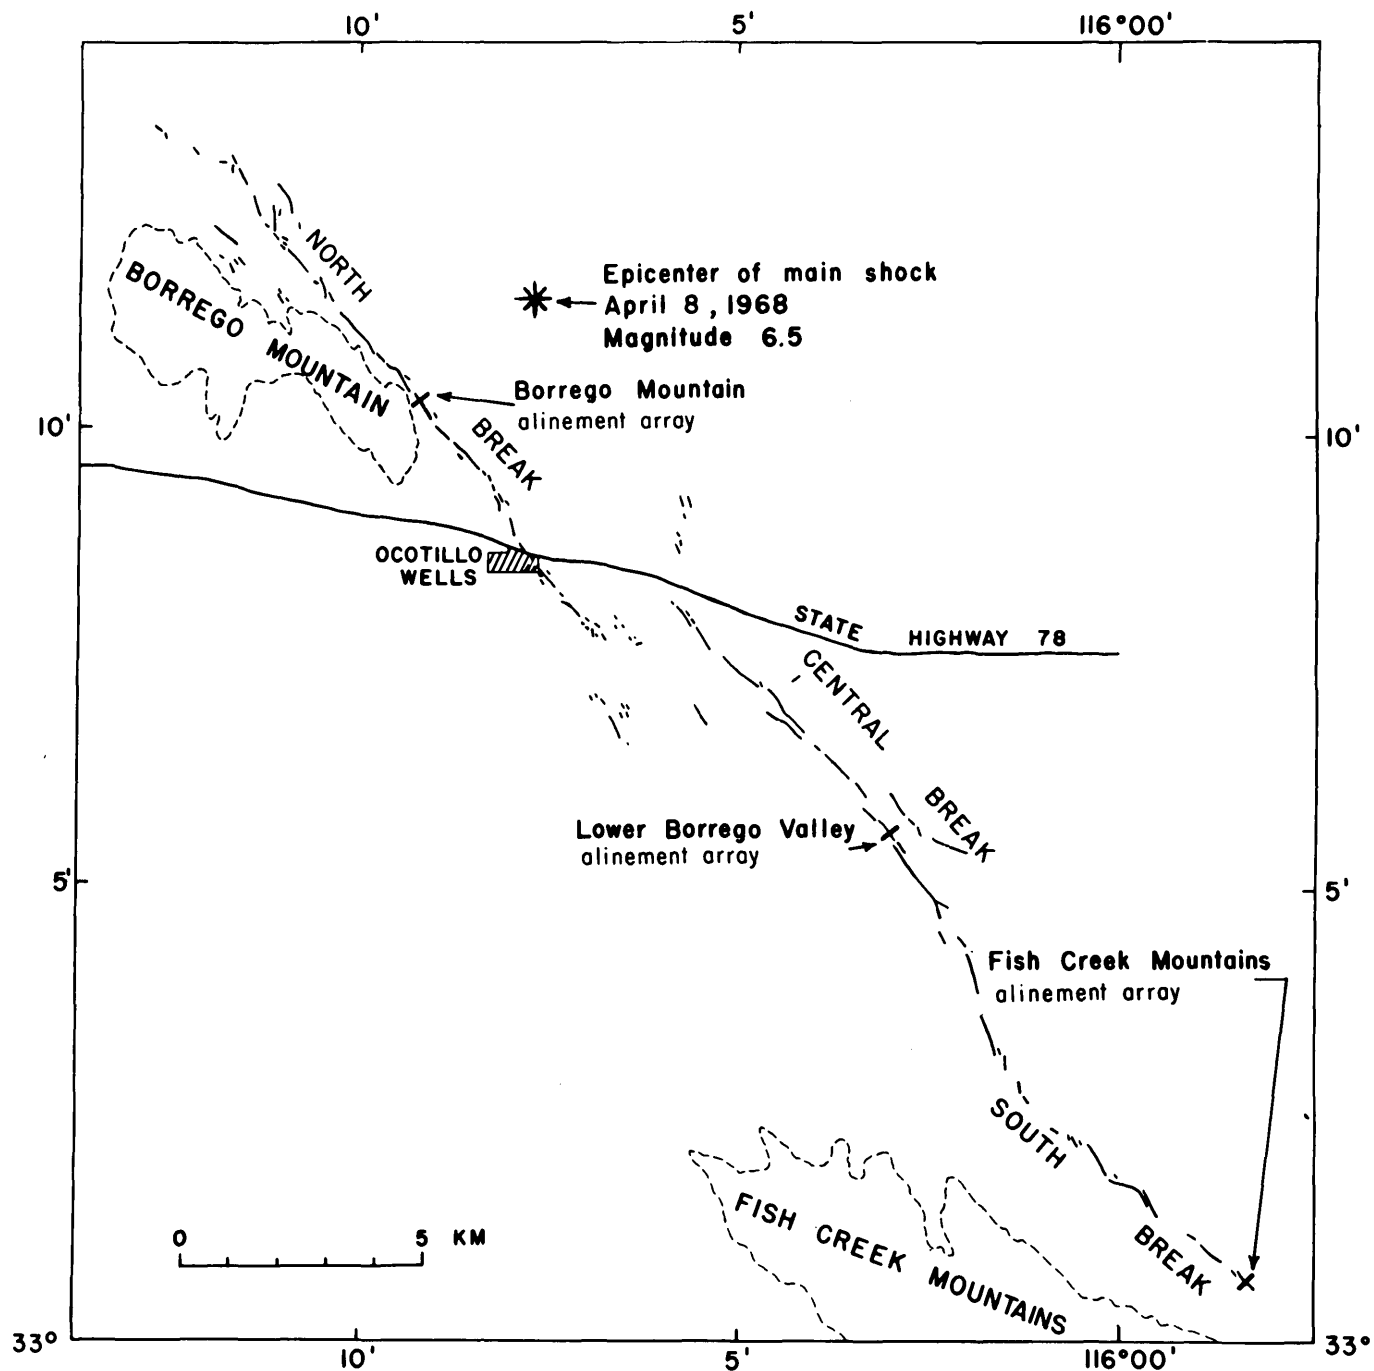 10' 5' 116°00'
NORTH
BORREGO
MOUNTAIN
Epicenter of main shock
April 8, 1968
Magnitude 6.5
Borrego Mountain
alinement array
10' 10'
BREAK
OCOTILLO
WELLS
STATE HIGHWAY 78
CENTRAL
BREAK
Lower Borrego Valley
alinement array
5' 5'
Fish Creek Mountains
alinement array
SOUTH
BREAK
FISH CREEK
MOUNTAINS
0 5 KM
33° 33°
10' 5' 116°00'